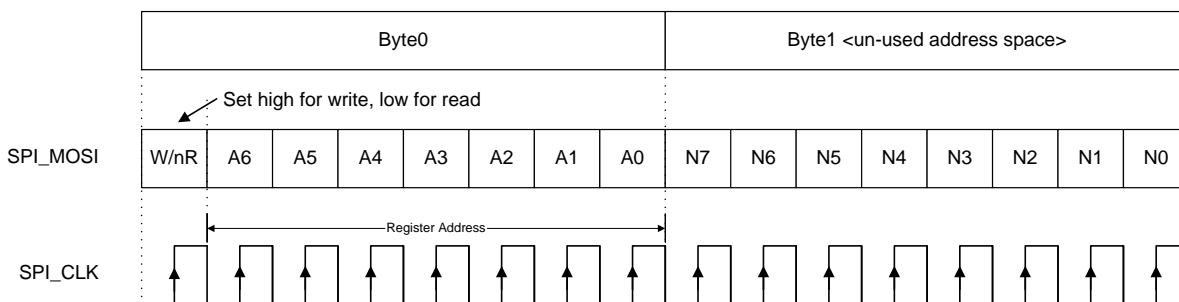 Byte0 Byte1 <un-used address space>
Set high for write, low for read
SPI_MOSI W/nR A6 A5 A4 A3 A2 A1 A0 N7 N6 N5 N4 N3 N2 N1 N0
Register Address
SPI_CLK